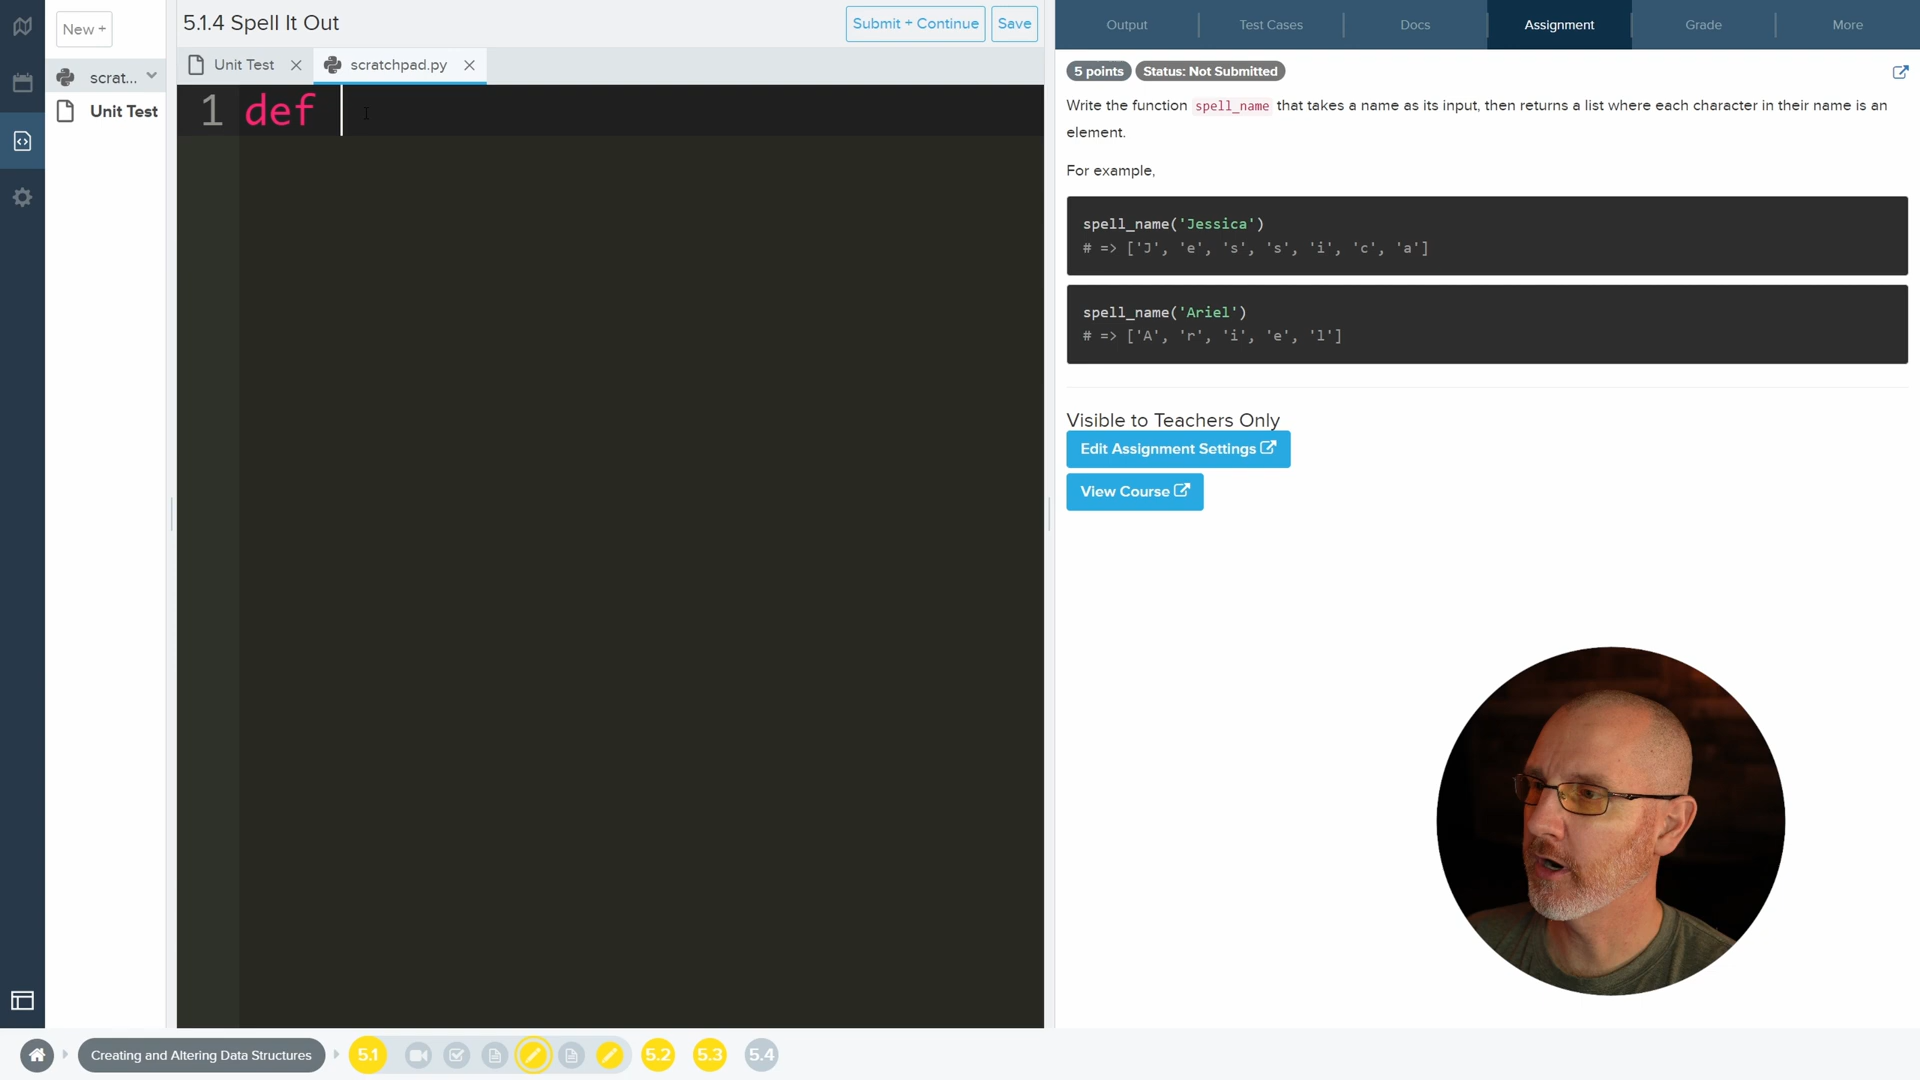 New +
5.1.4 Spell It Out
Submit + Continue
Save
Output
Test Cases
Docs
Assignment
Grade
More
scrat...
Unit Test
Unit Test
scratchpad.py
1 def
5 points
Status: Not Submitted
Write the function spell_name that takes a name as its input, then returns a list where each character in their name is an
element.
For example,
spell_name('Jessica')
# => ['J', 'e', 's', 's', 'i', 'c', 'a']
spell_name('Ariel')
# => ['A', 'r', 'i', 'e', 'l']
Visible to Teachers Only
Edit Assignment Settings
View Course
Creating and Altering Data Structures
5.1
5.2
5.3
5.4